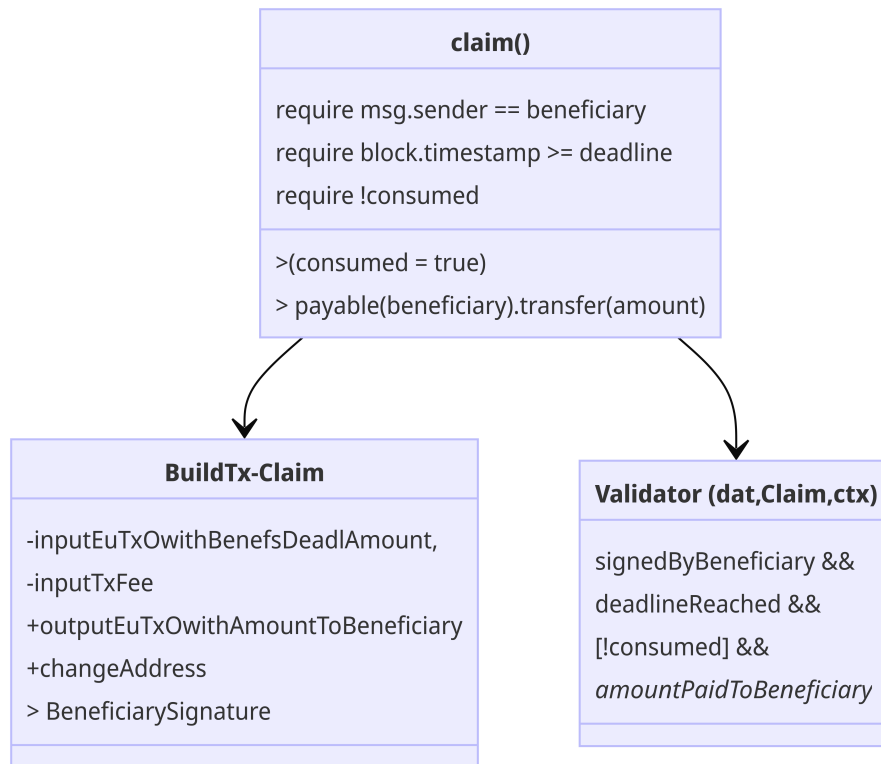 claim()
require msg.sender == beneficiary
require block.timestamp >= deadline
require !consumed
>(consumed = true)
> payable(beneficiary).transfer(amount)
BuildTx-Claim
-inputEuTxOwithBenefsDeadlAmount,
-inputTxFee
+outputEuTxOwithAmountToBeneficiary
+changeAddress
> BeneficiarySignature
Validator (dat,Claim,ctx)
signedByBeneficiary &&
deadlineReached &&
[!consumed] &&
amountPaidToBeneficiary